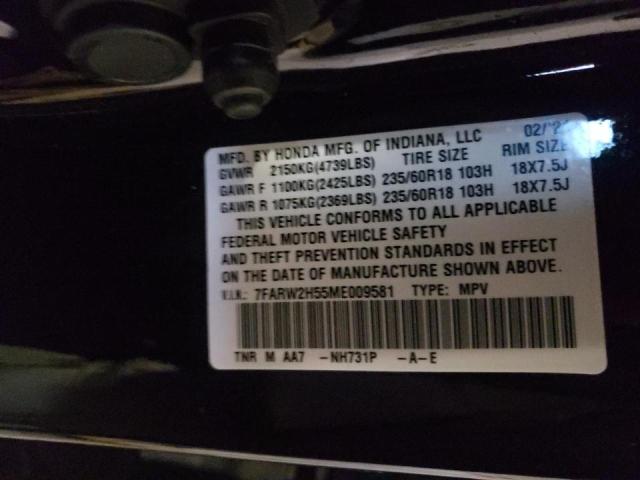 MFD. BY HONDA MFG. OF INDIANA, LLC 02/
GVWR 2150KG(4739LBS) TIRE SIZE RIM SIZE
GAWR F 1100KG(2425LBS) 235/60R18 103H 18X7.5J
GAWR R 1075KG(2369LBS) 235/60R18 103H 18X7.5J
THIS VEHICLE CONFORMS TO ALL APPLICABLE
FEDERAL MOTOR VEHICLE SAFETY
AND THEFT PREVENTION STANDARDS IN EFFECT
ON THE DATE OF MANUFACTURE SHOWN ABOVE.
V.I.N.: 7FARW2H55ME009581 TYPE: MPV
TNR M AA7 -NH731P -A-E